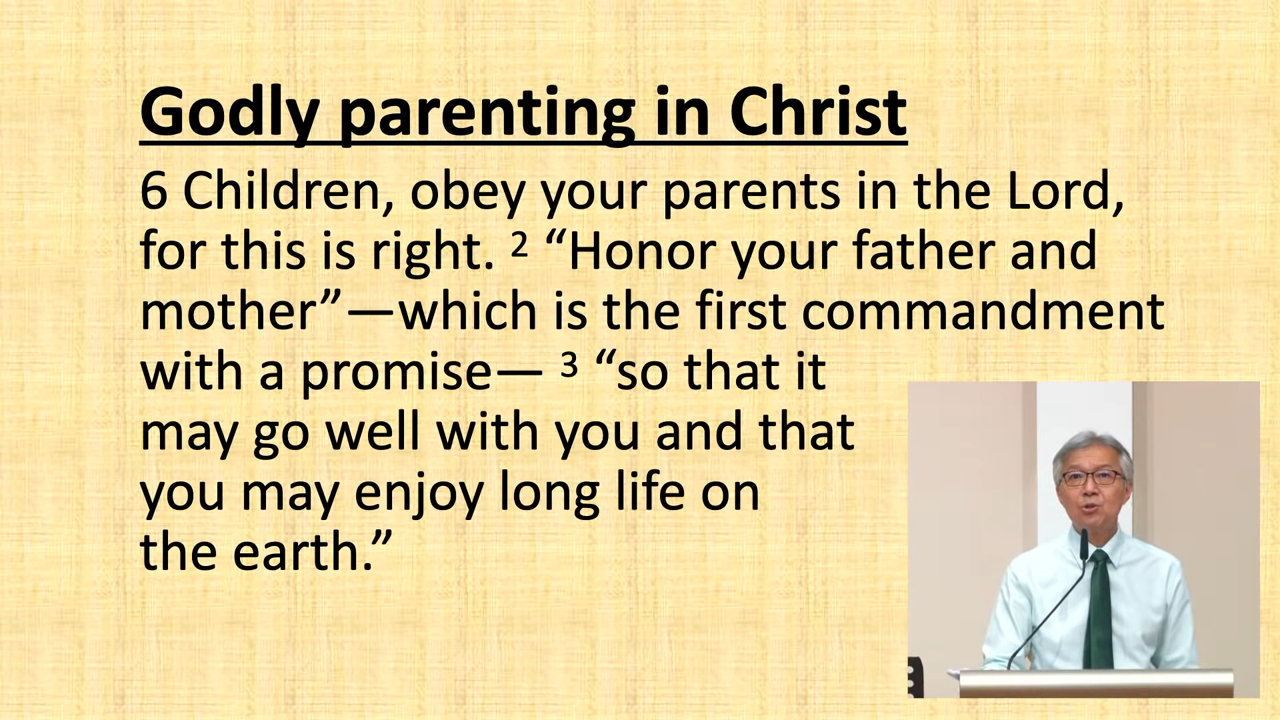 Godly parenting in Christ
6 Children, obey your parents in the Lord,
for this is right. ² “Honor your father and
mother”—which is the first commandment
with a promise— ³ “so that it
may go well with you and that
you may enjoy long life on
the earth.”